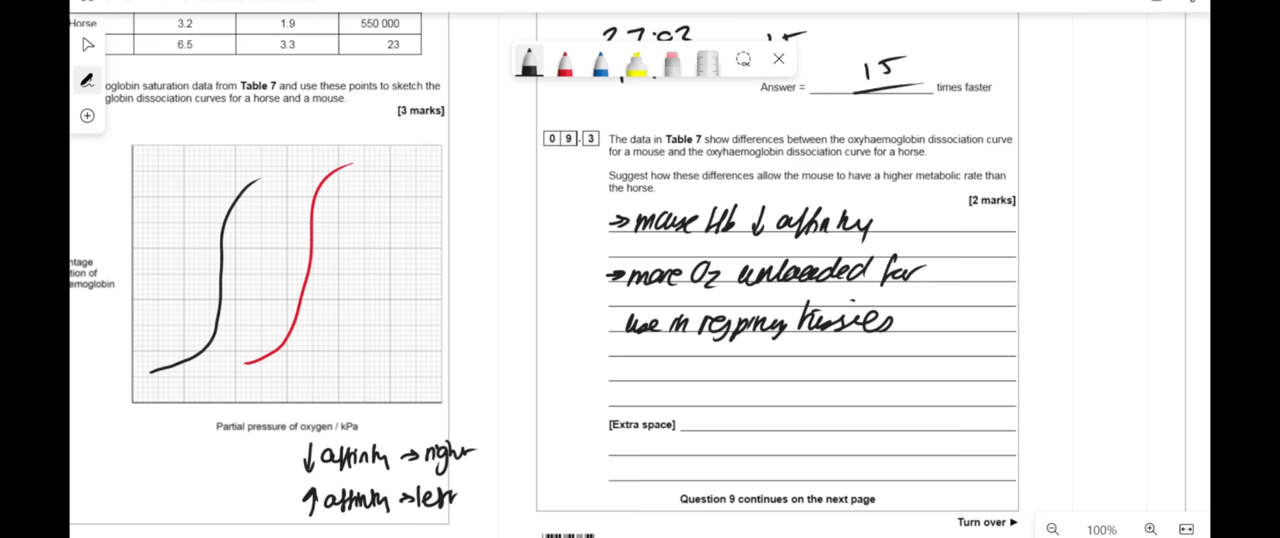 Horse 3.2 1.9 550 000
6.5 3.3 23
oglobin saturation data from Table 7 and use these points to sketch the
globin dissociation curves for a horse and a mouse.
[3 marks]
ntage
tion of
emoglobin
Partial pressure of oxygen / kPa
↓ affinity → right
↑ affinity → left
15
Answer = 15 times faster
0 9 . 3 The data in Table 7 show differences between the oxyhaemoglobin dissociation curve
for a mouse and the oxyhaemoglobin dissociation curve for a horse.
Suggest how these differences allow the mouse to have a higher metabolic rate than
the horse.
[2 marks]
→ mouse Hb ↓ affinity
→ more O2 unloaded for
use in respiring tissues
[Extra space]
Question 9 continues on the next page
Turn over ►
100%